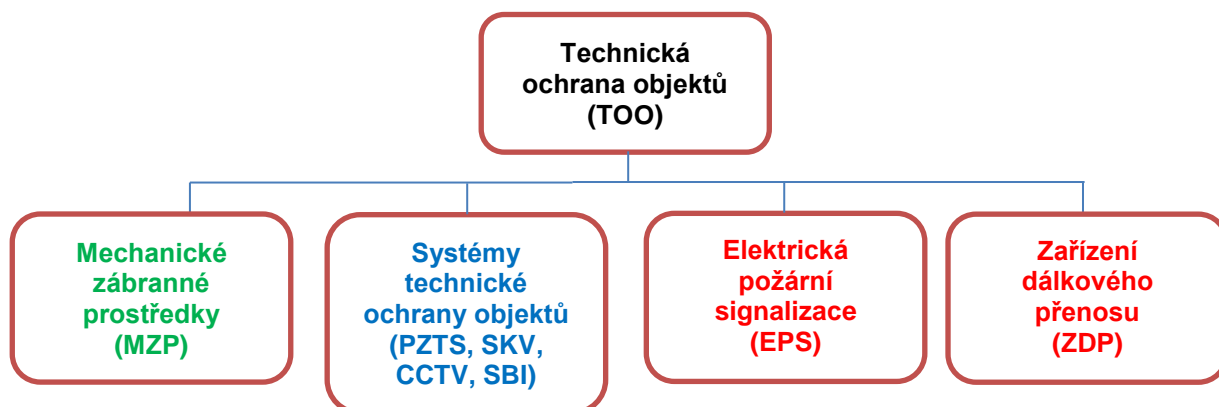 Technická
ochrana objektů
(TOO)
Mechanické
zábranné
prostředky
(MZP)
Systémy
technické
ochrany objektů
(PZTS, SKV,
CCTV, SBI)
Elektrická
požární
signalizace
(EPS)
Zařízení
dálkového
přenosu
(ZDP)